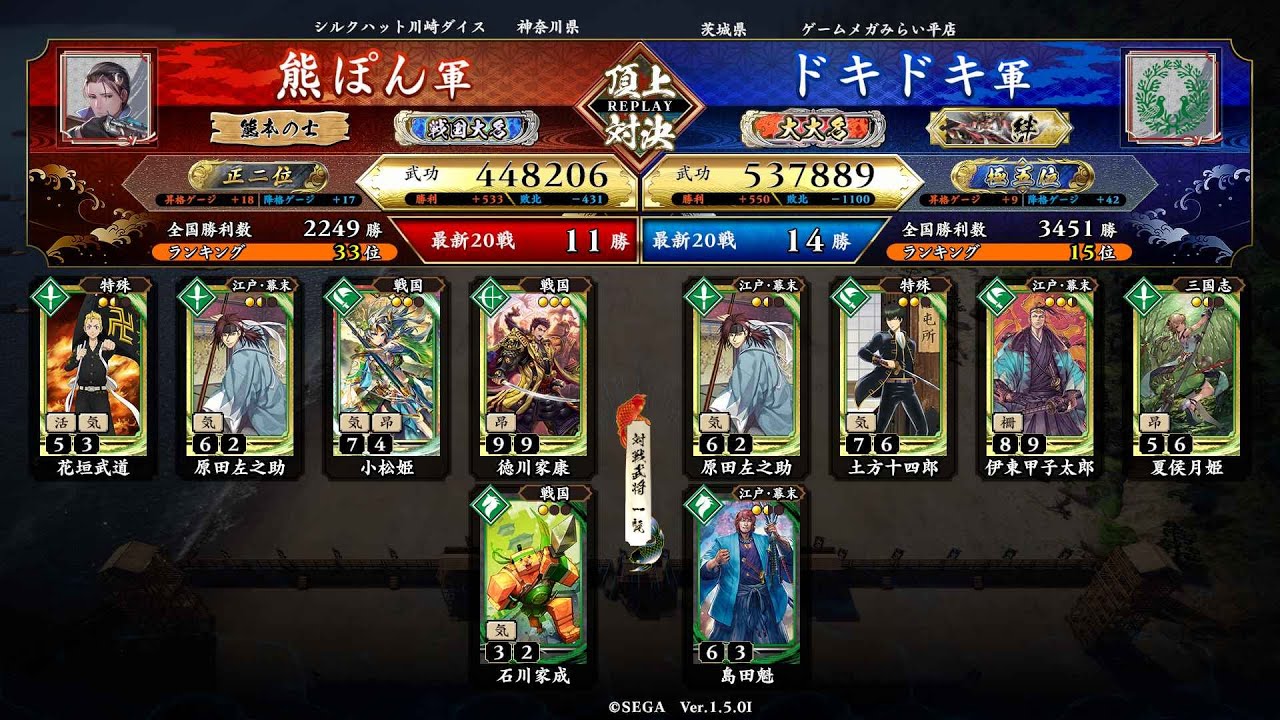 シルクハット川崎ダイス 神奈川県 茨城県 ゲームメガみらい平店
熊ぽん軍 頂上 REPLAY 対決 ドキドキ軍
熊本の士 戦国大名 大大名 絆
正二位 武功 448206 武功 537889 極五位
昇格ゲージ +18 降格ゲージ +17 勝利 +533 敗北 -431 勝利 +550 敗北 -1100 昇格ゲージ +9 降格ゲージ +42
全国勝利数 2249勝 最新20戦 11勝 最新20戦 14勝 全国勝利数 3451勝
ランキング 33位 ランキング 15位
特殊 江戸・幕末 戦国 戦国 江戸・幕末 特殊 江戸・幕末 三国志
屯所
活 気 気 気 昂 昂 気 気 柵 昂
5 3 6 2 7 4 9 9 6 2 7 6 8 9 5 6
花垣武道 原田左之助 小松姫 徳川家康 原田左之助 土方十四郎 伊東甲子太郎 夏侯月姫
対戦武将一覧
戦国 江戸・幕末
気
3 2 6 3
石川家成 島田魁
©SEGA Ver.1.5.0I